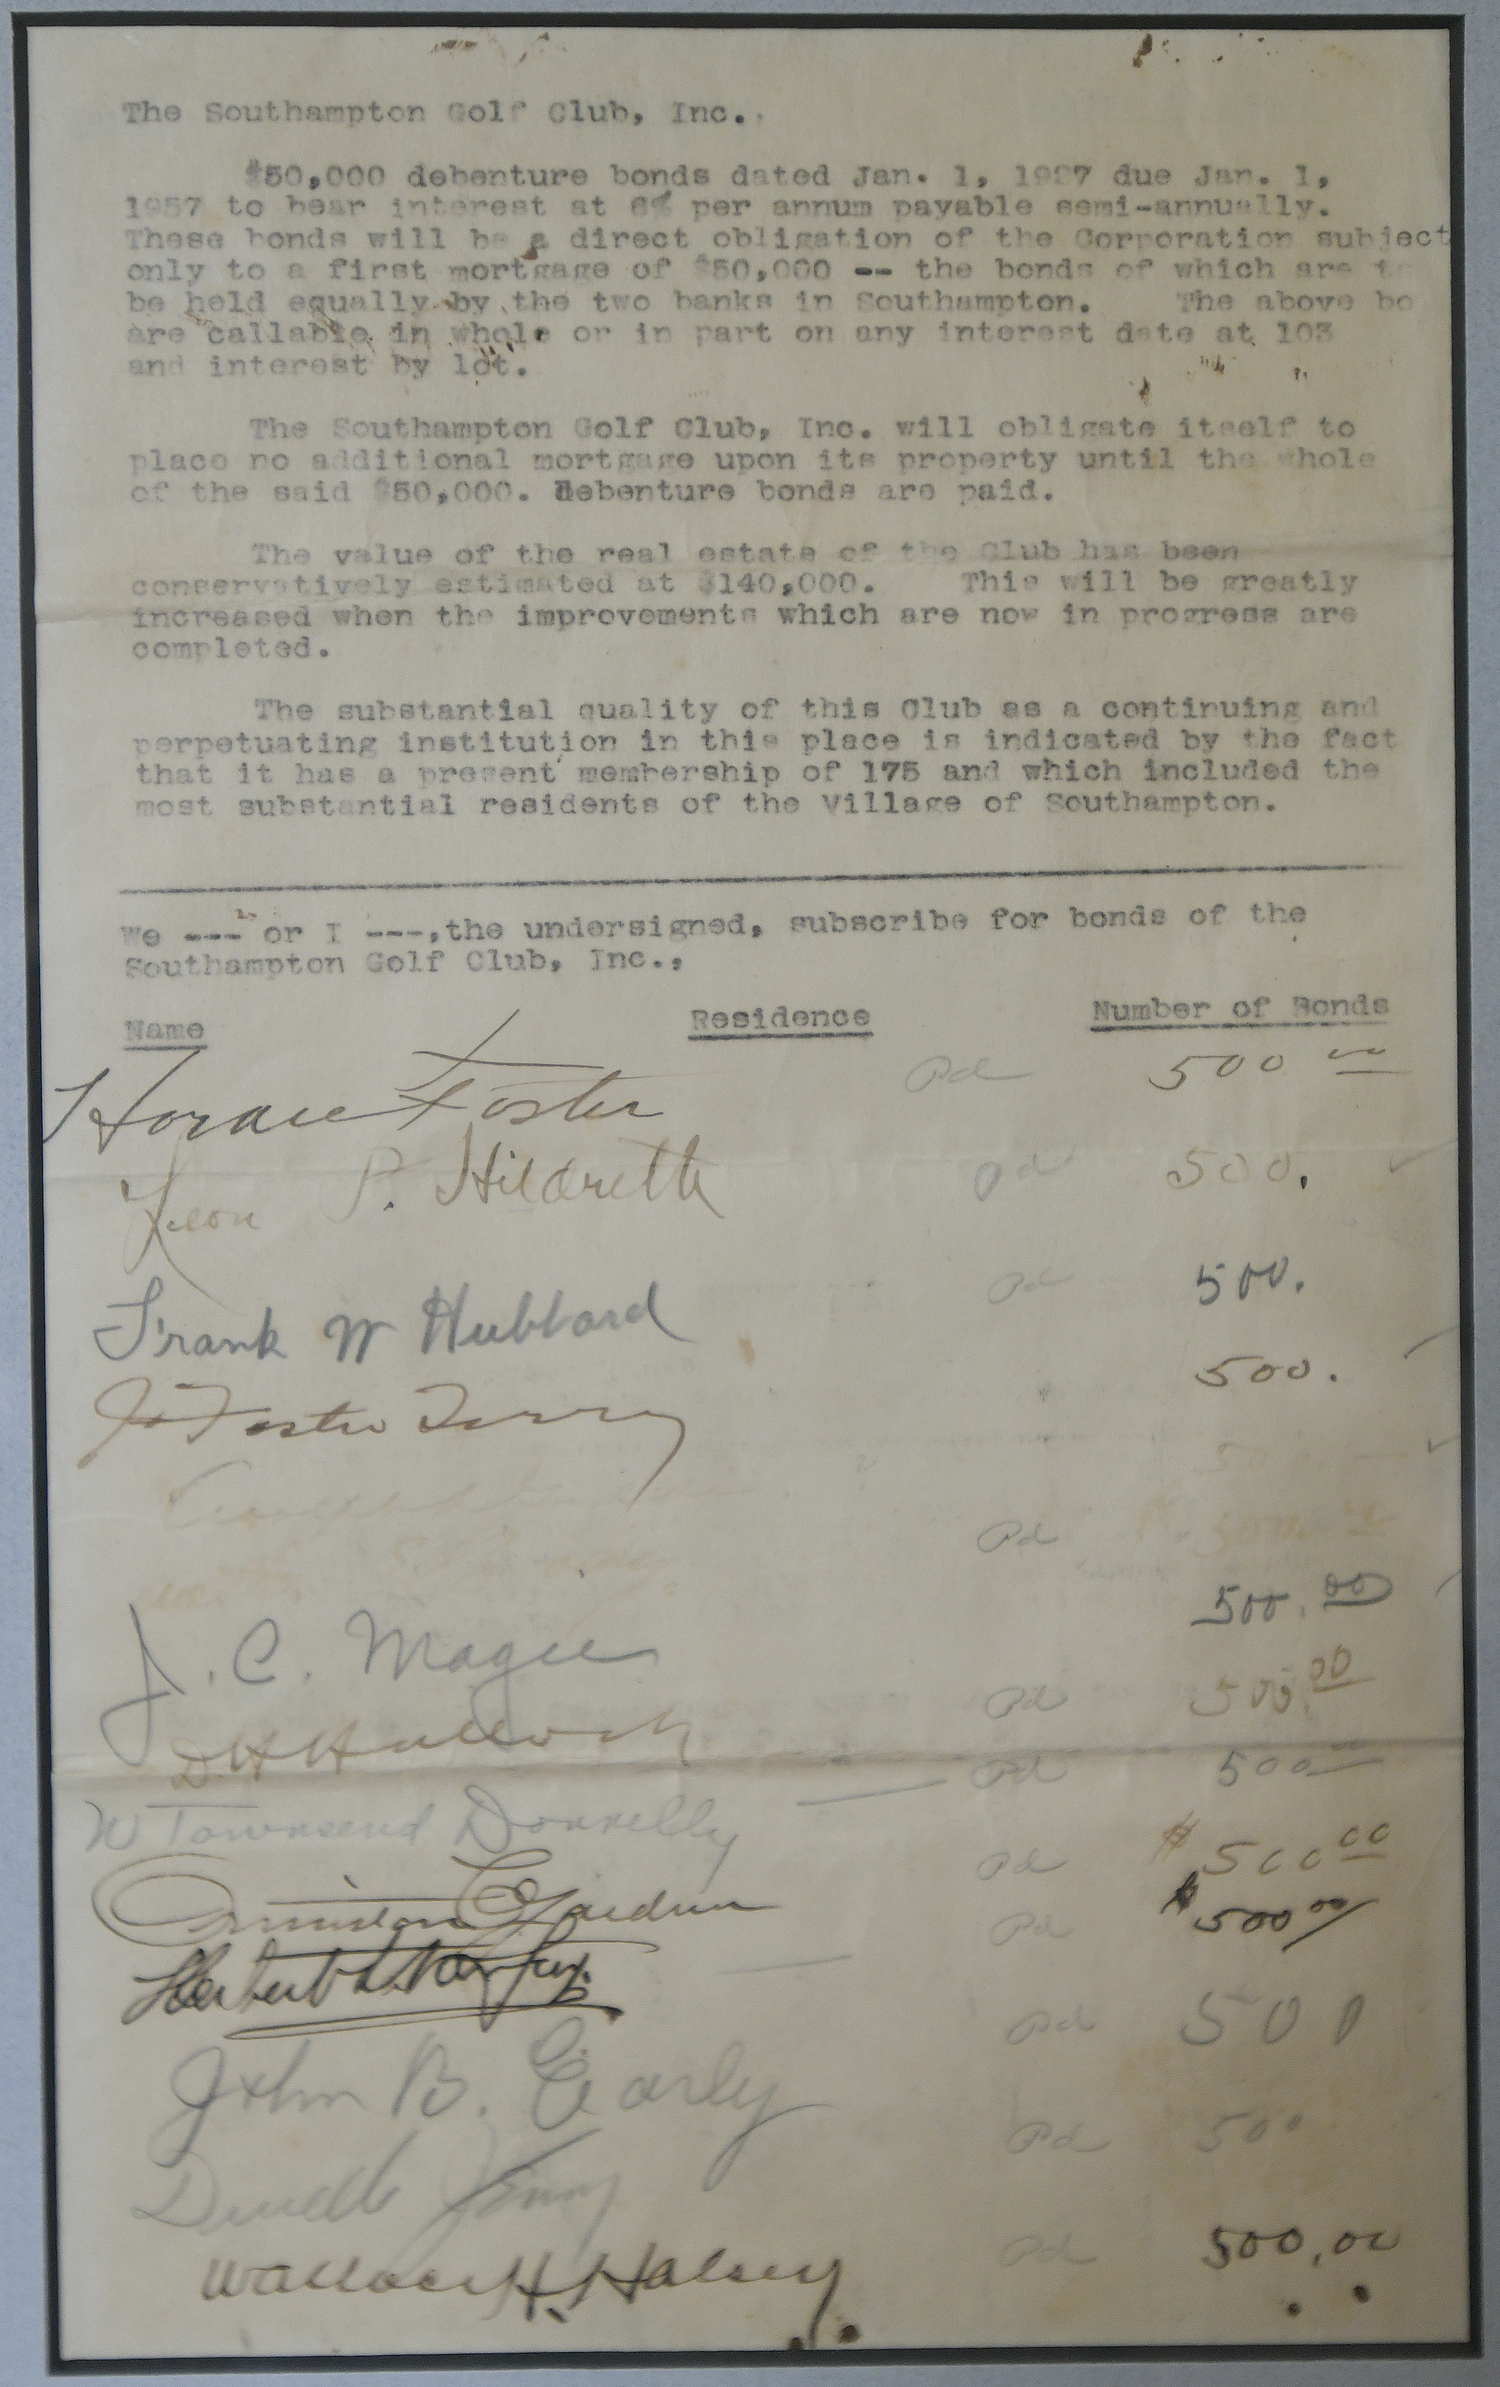 The Southampton Golf Club, Inc.
$50,000 debenture bonds dated Jan. 1, 1927 due Jan. 1,
1957 to bear interest at 6% per annum payable semi-annually.
These bonds will be a direct obligation of the Corporation subject
only to a first mortgage of $50,000 -- the bonds of which are to
be held equally by the two banks in Southampton. The above bo
are callable in whole or in part on any interest date at 103
and interest by lot.
The Southampton Golf Club, Inc. will obligate itself to
place no additional mortgage upon its property until the whole
of the said $50,000. debenture bonds are paid.
The value of the real estate of the Club has been
conservatively estimated at $140,000. This will be greatly
increased when the improvements which are now in progress are
completed.
The substantial quality of this Club as a continuing and
perpetuating institution in this place is indicated by the fact
that it has a present membership of 175 and which included the
most substantial residents of the Village of Southampton.
We --- or I ---,the undersigned, subscribe for bonds of the
Southampton Golf Club, Inc.,
Name Residence Number of Bonds
Horace Foster Pd 500 00
Leon P. Hildreth Pd 500.
Frank W Hubbard Pd 500.
J. Foster Terry 500.
Pd
J. C. Magee 500.00
D. H Hallock Pd 500.00
W Townsend Donnelly Pd 500 00
Pd $ 500 00
Pd $ 500 00/
John B. Early Pd 500
Pd 500
Wallace H. Halsey Pd 500.00